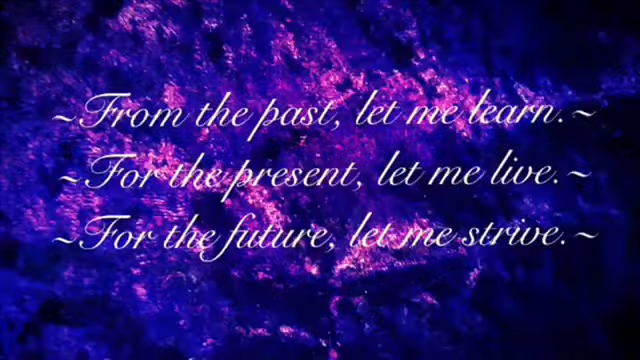 ~From the past, let me learn.~
~For the present, let me live.~
~For the future, let me strive.~